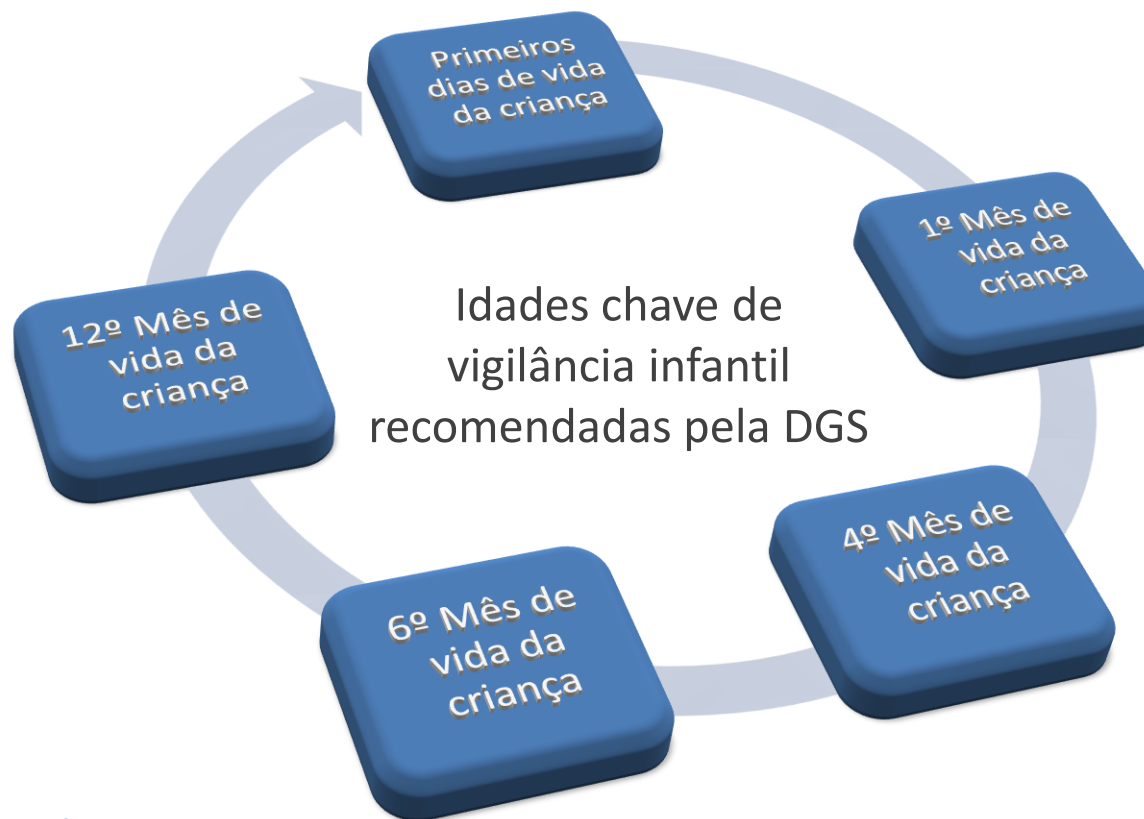 Primeiros
dias de vida
da criança
1º Mês de
vida da
criança
Idades chave de
vigilância infantil
recomendadas pela DGS
12º Mês de
vida da
criança
4º Mês de
vida da
criança
6º Mês de
vida da
criança